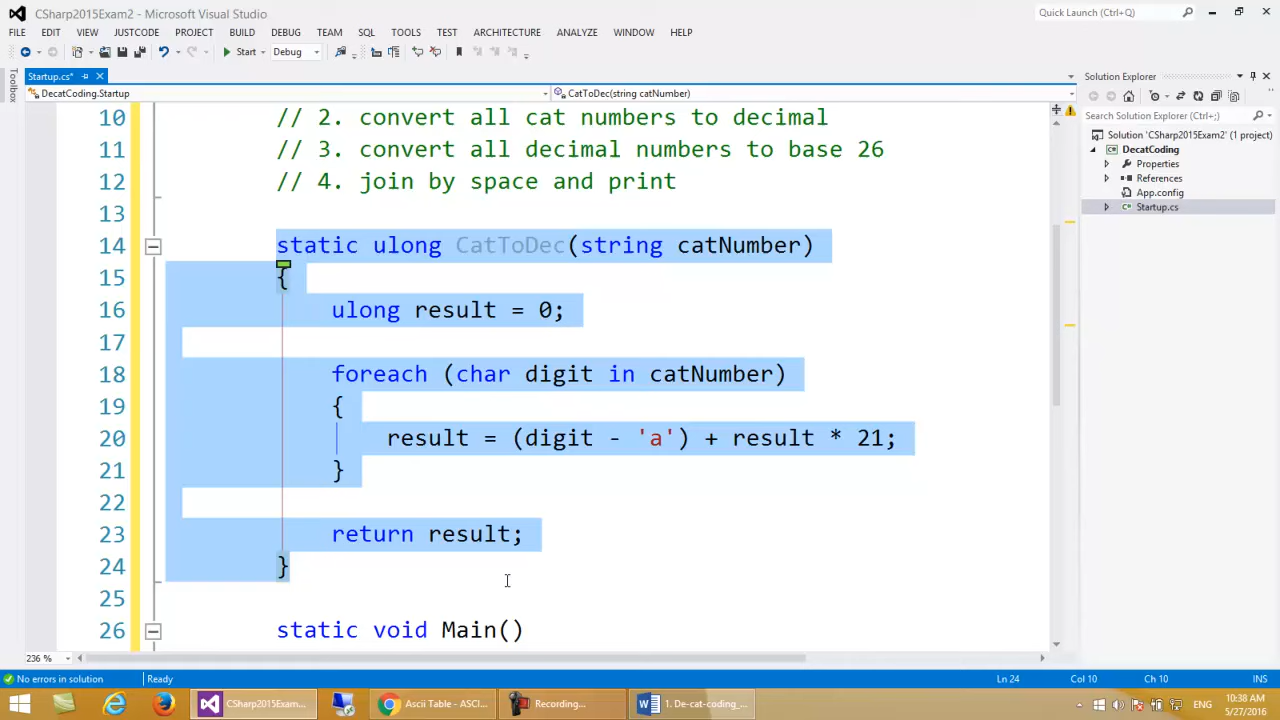 CSharp2015Exam2 - Microsoft Visual Studio
Quick Launch (Ctrl+Q)
FILE EDIT VIEW JUSTCODE PROJECT BUILD DEBUG TEAM SQL TOOLS TEST ARCHITECTURE ANALYZE WINDOW HELP
Start Debug
Toolbox
Startup.cs*
DecatCoding.Startup
CatToDec(string catNumber)
10 // 2. convert all cat numbers to decimal
11 // 3. convert all decimal numbers to base 26
12 // 4. join by space and print
13
14 static ulong CatToDec(string catNumber)
15 {
16 ulong result = 0;
17
18 foreach (char digit in catNumber)
19 {
20 result = (digit - 'a') + result * 21;
21 }
22
23 return result;
24 }
25
26 static void Main()
236 %
Solution Explorer
Search Solution Explorer (Ctrl+;)
Solution 'CSharp2015Exam2' (1 project)
DecatCoding
Properties
References
App.config
Startup.cs
No errors in solution
Ready
Ln 24 Col 10 Ch 10 INS
CSharp2015Exam...
Ascii Table - ASCI...
Recording...
1. De-cat-coding_...
10:38 AM
5/27/2016